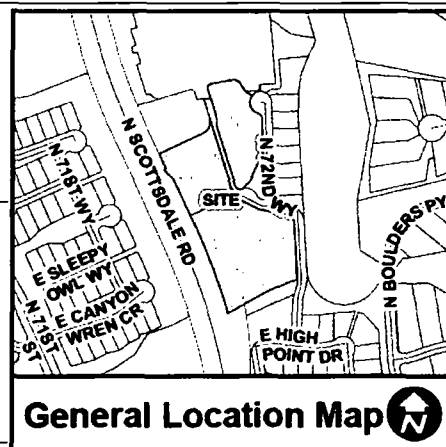 N SCOTTSDALE RD
N 71ST WY
E SLEEPY
OWL WY
E CANYON
WREN CR
N 71ST
ST
SITE
N 72ND
WY
N BOULDERS PY
E HIGH
POINT DR
General Location Map
N